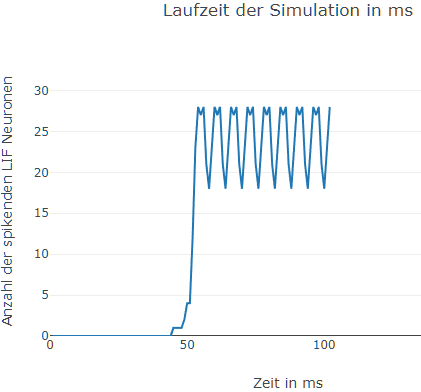 Laufzeit der Simulation in ms
Anzahl der spikenden LIF Neuronen
30
25
20
15
10
5
0
0 50 100
Zeit in ms